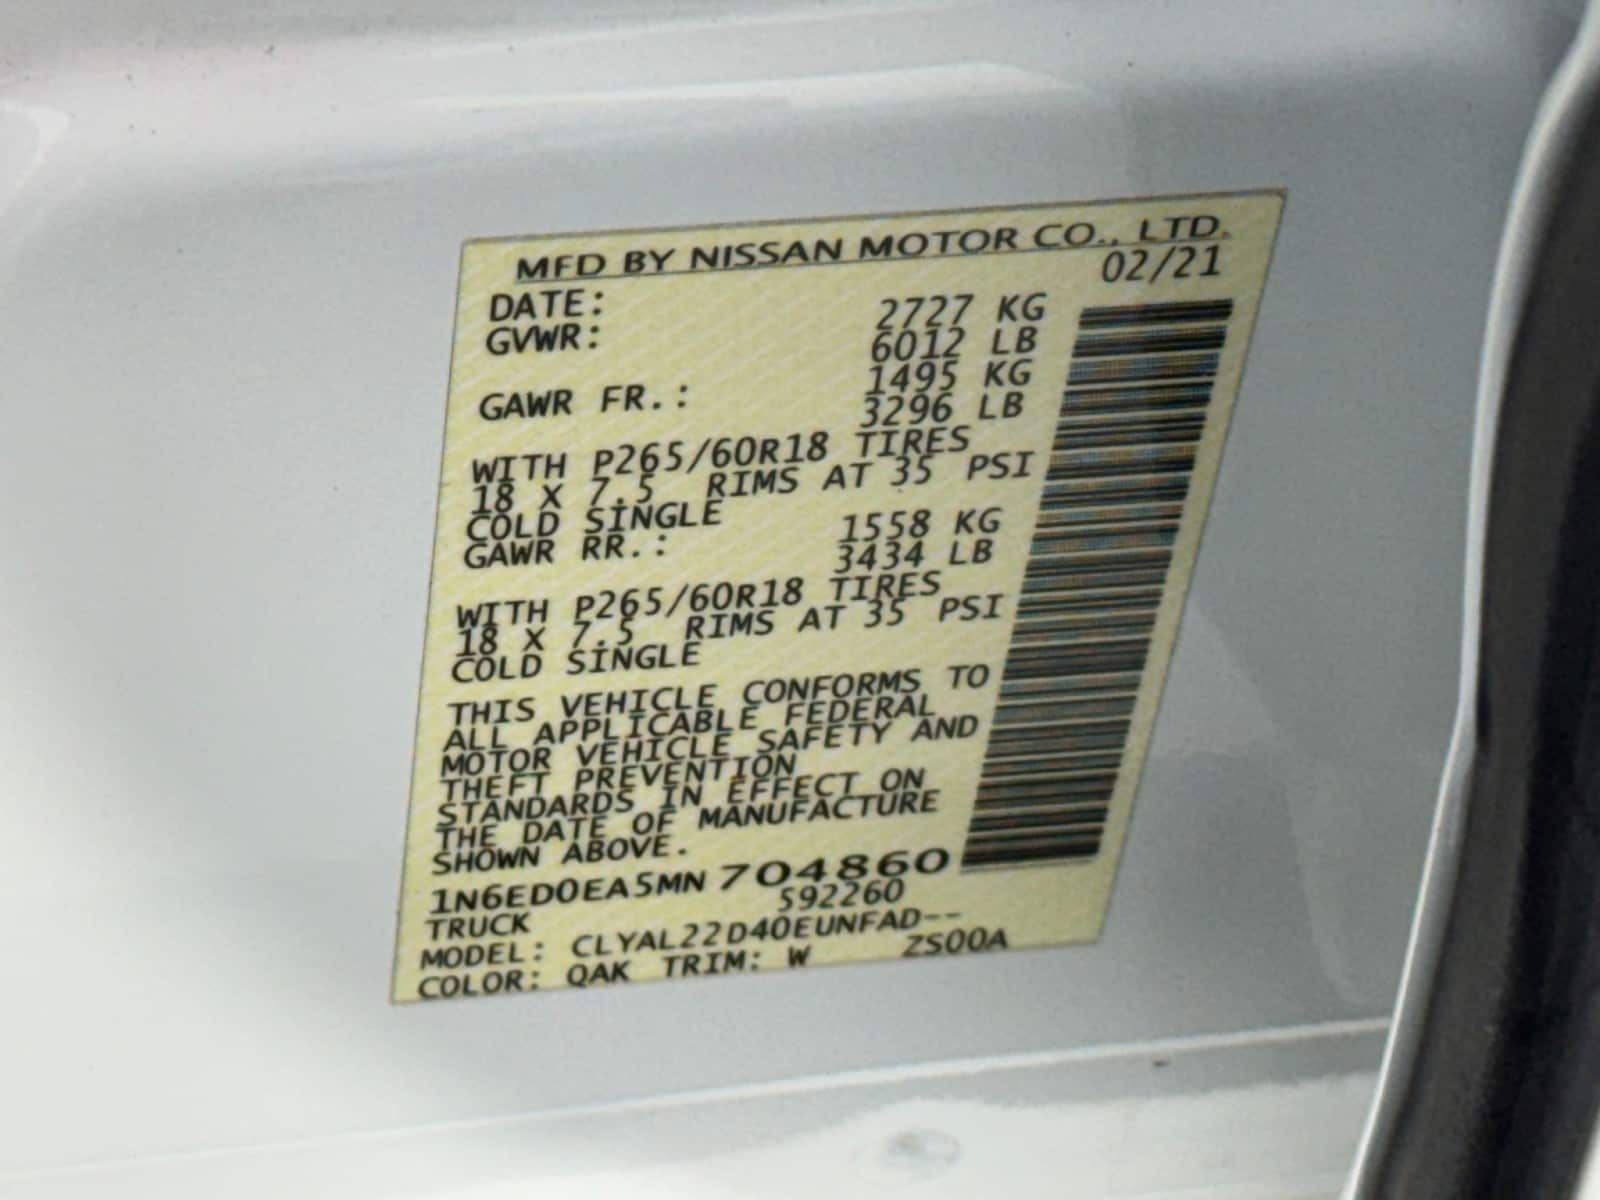 MFD BY NISSAN MOTOR CO., LTD.
DATE: 02/21
GVWR: 2727 KG
6012 LB
GAWR FR.: 1495 KG
3296 LB
WITH P265/60R18 TIRES
18 X 7.5 RIMS AT 35 PSI
COLD SINGLE
GAWR RR.: 1558 KG
3434 LB
WITH P265/60R18 TIRES
18 X 7.5 RIMS AT 35 PSI
COLD SINGLE
THIS VEHICLE CONFORMS TO
ALL APPLICABLE FEDERAL
MOTOR VEHICLE SAFETY AND
THEFT PREVENTION
STANDARDS IN EFFECT ON
THE DATE OF MANUFACTURE
SHOWN ABOVE.
1N6ED0EA5MN704860
TRUCK 592260
MODEL: CLYAL22D40EUNFAD--
COLOR: QAK TRIM: W ZS00A